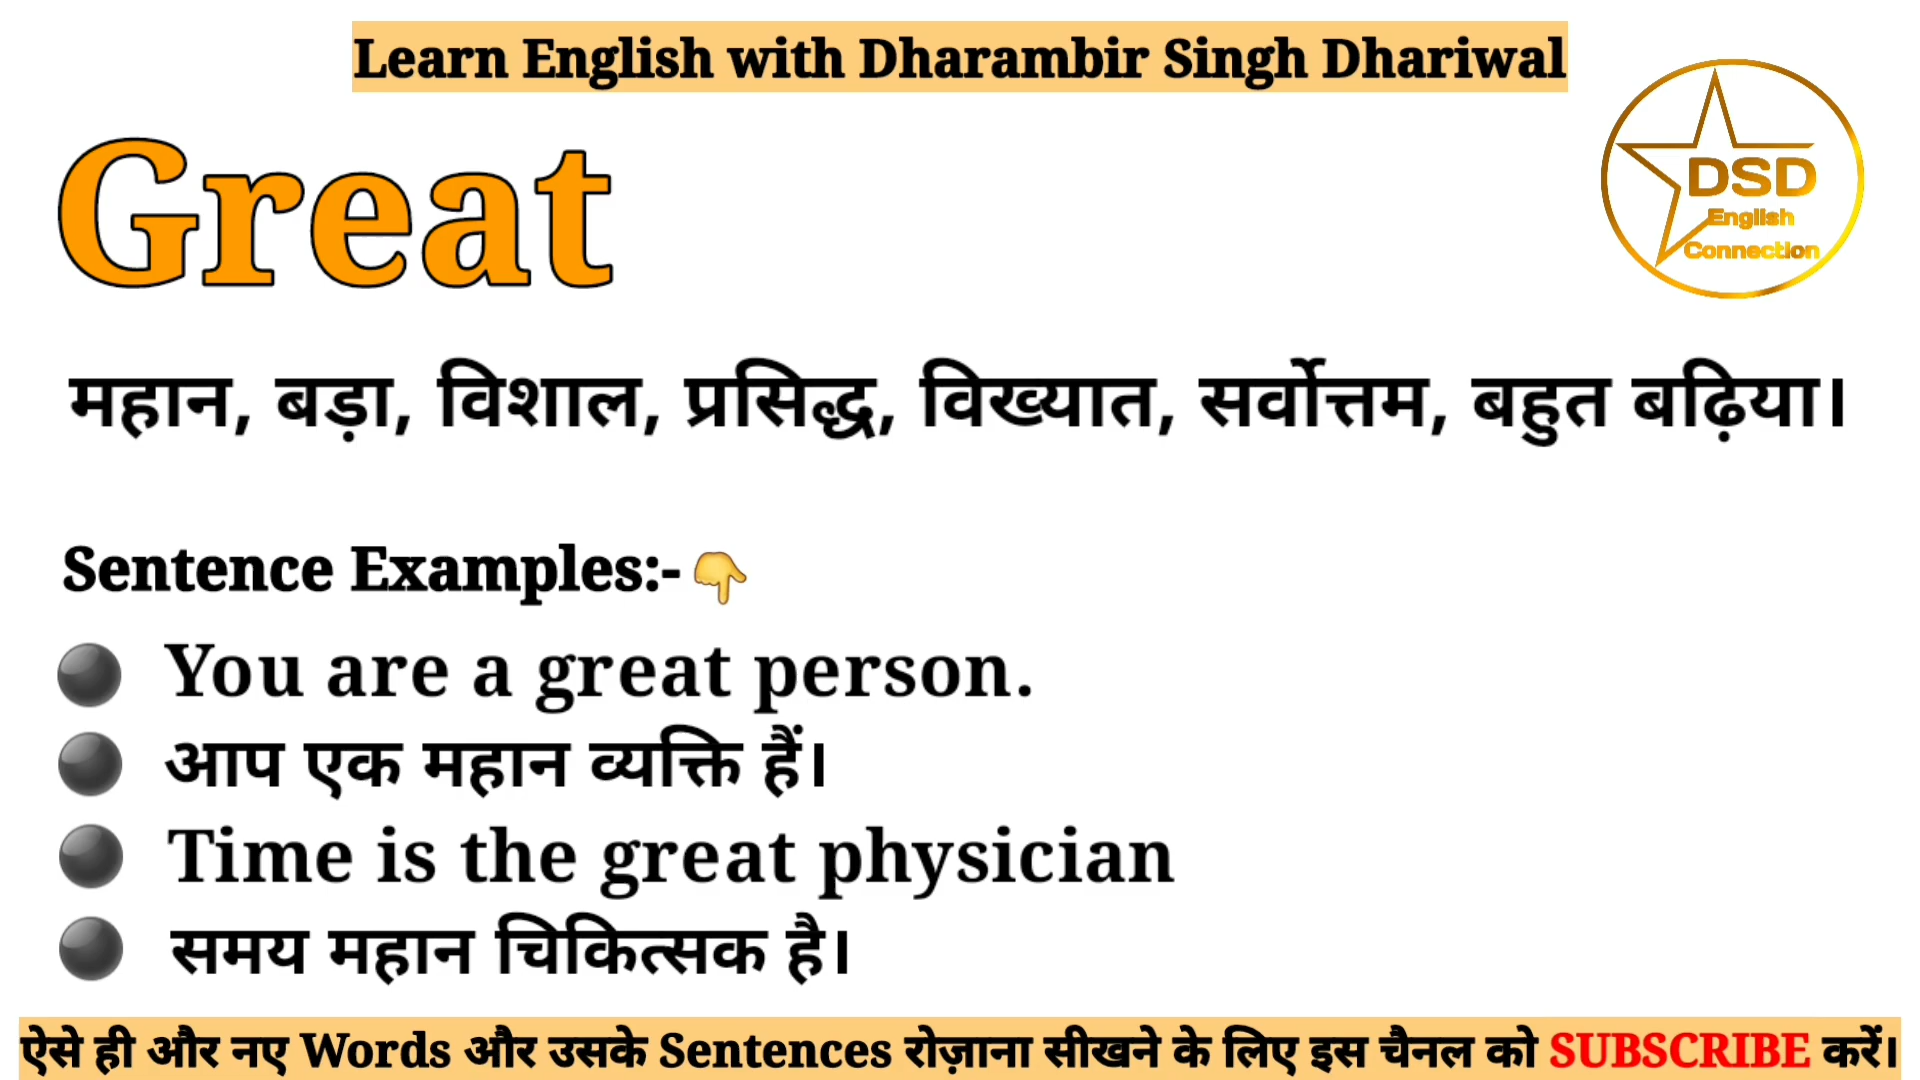 Learn English with Dharambir Singh Dhariwal
Great
DSD
English
Connection
महान, बड़ा, विशाल, प्रसिद्ध, विख्यात, सर्वोत्तम, बहुत बढ़िया।
Sentence Examples:- 👇
You are a great person.
आप एक महान व्यक्ति हैं।
Time is the great physician
समय महान चिकित्सक है।
ऐसे ही और नए Words और उसके Sentences रोज़ाना सीखने के लिए इस चैनल को SUBSCRIBE करें।